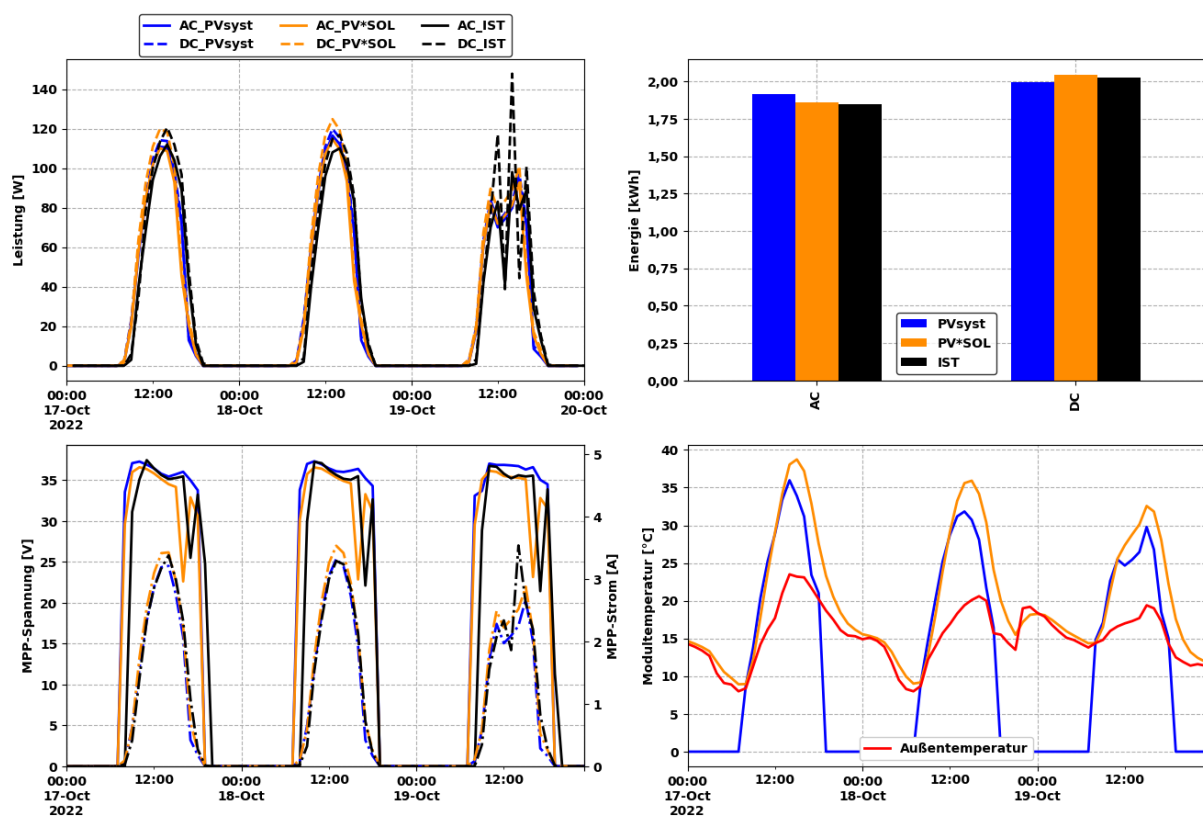 AC_PVsyst AC_PV*SOL AC_IST
DC_PVsyst DC_PV*SOL DC_IST
Leistung [W]
140
120
100
80
60
40
20
0
00:00 12:00 00:00 12:00 00:00 12:00 00:00
17-Oct 18-Oct 19-Oct 20-Oct
2022
Energie [kWh]
2,00
1,75
1,50
1,25
1,00
0,75
0,50
0,25
0,00
PVsyst
PV*SOL
IST
AC DC
MPP-Spannung [V]
35
30
25
20
15
10
5
0
5
4
3
2
1
0
MPP-Strom [A]
00:00 12:00 00:00 12:00 00:00 12:00
17-Oct 18-Oct 19-Oct
2022
Modultemperatur [°C]
40
35
30
25
20
15
10
5
0
Außentemperatur
00:00 12:00 00:00 12:00 00:00 12:00
17-Oct 18-Oct 19-Oct
2022